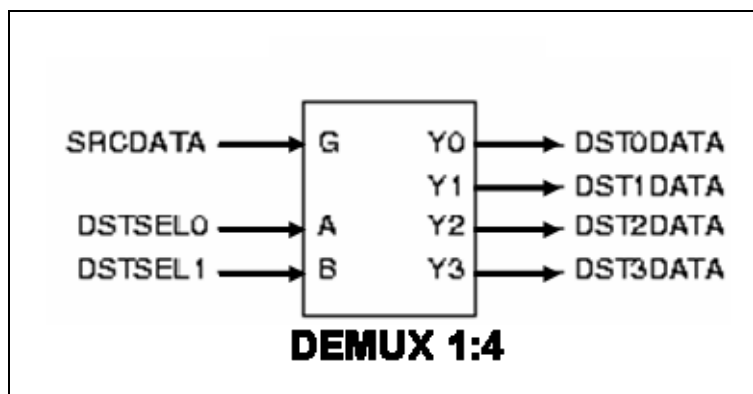 SRCDATA G Y0 DST0DATA
Y1 DST1DATA
DSTSEL0 A Y2 DST2DATA
DSTSEL1 B Y3 DST3DATA
DEMUX 1:4